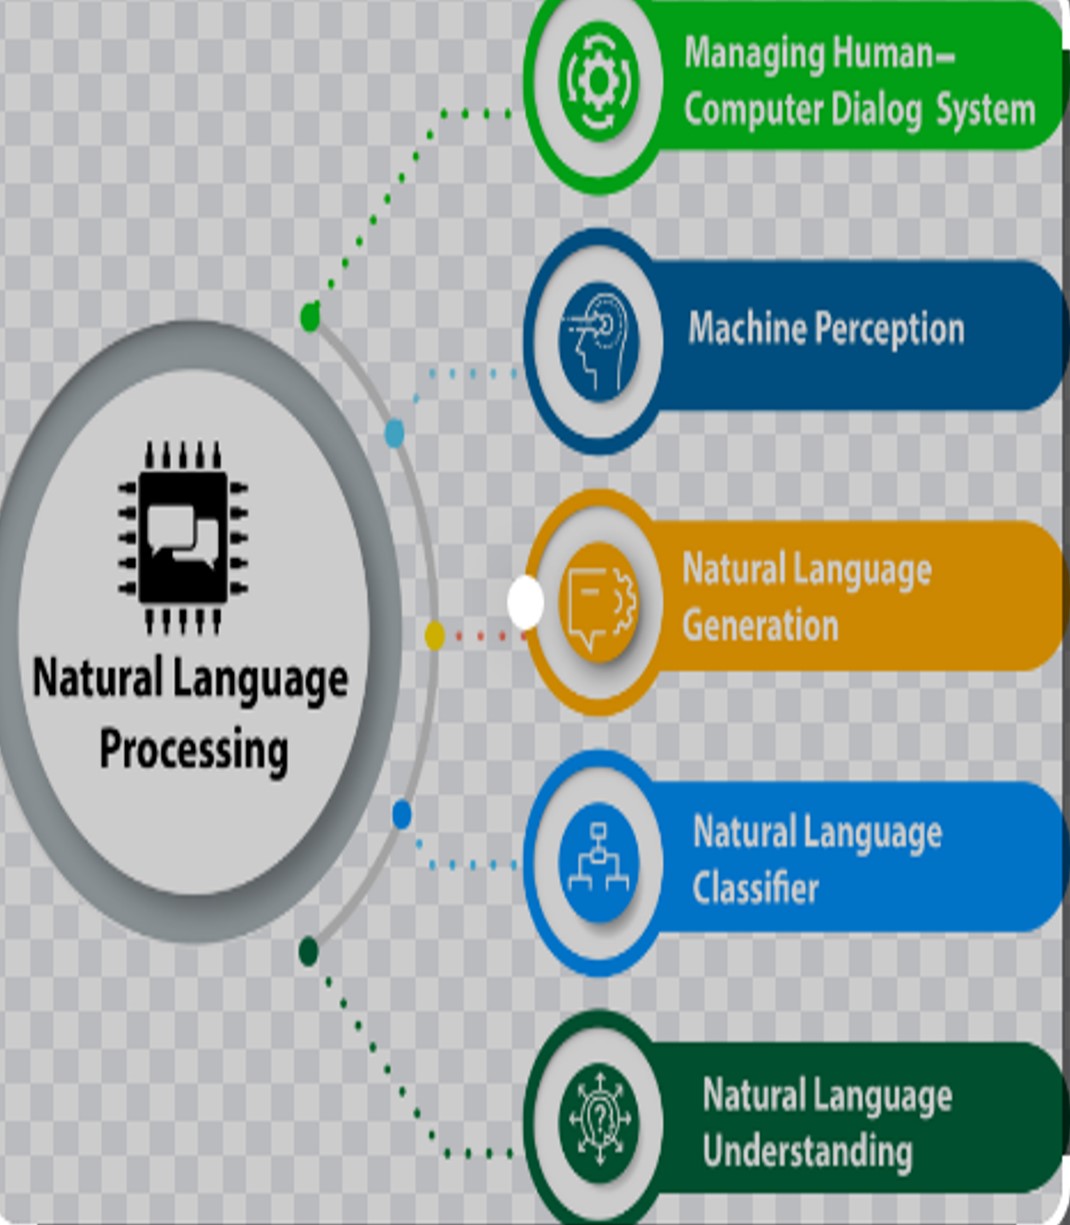 Managing Human–
Computer Dialog System
Machine Perception
Natural Language
Processing
Natural Language
Generation
Natural Language
Classifier
Natural Language
Understanding